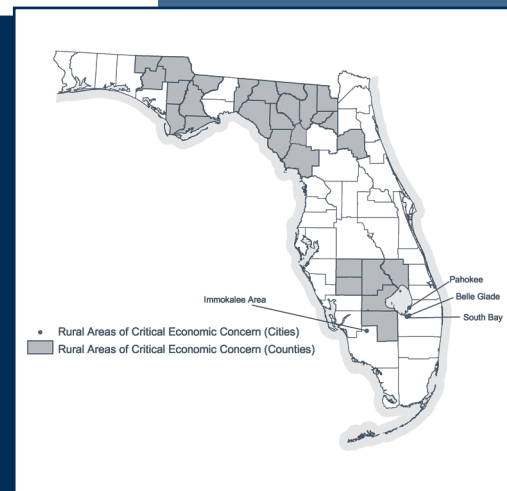 Pahokee
Immokalee Area
Belle Glade
South Bay
Rural Areas of Critical Economic Concern (Cities)
Rural Areas of Critical Economic Concern (Counties)